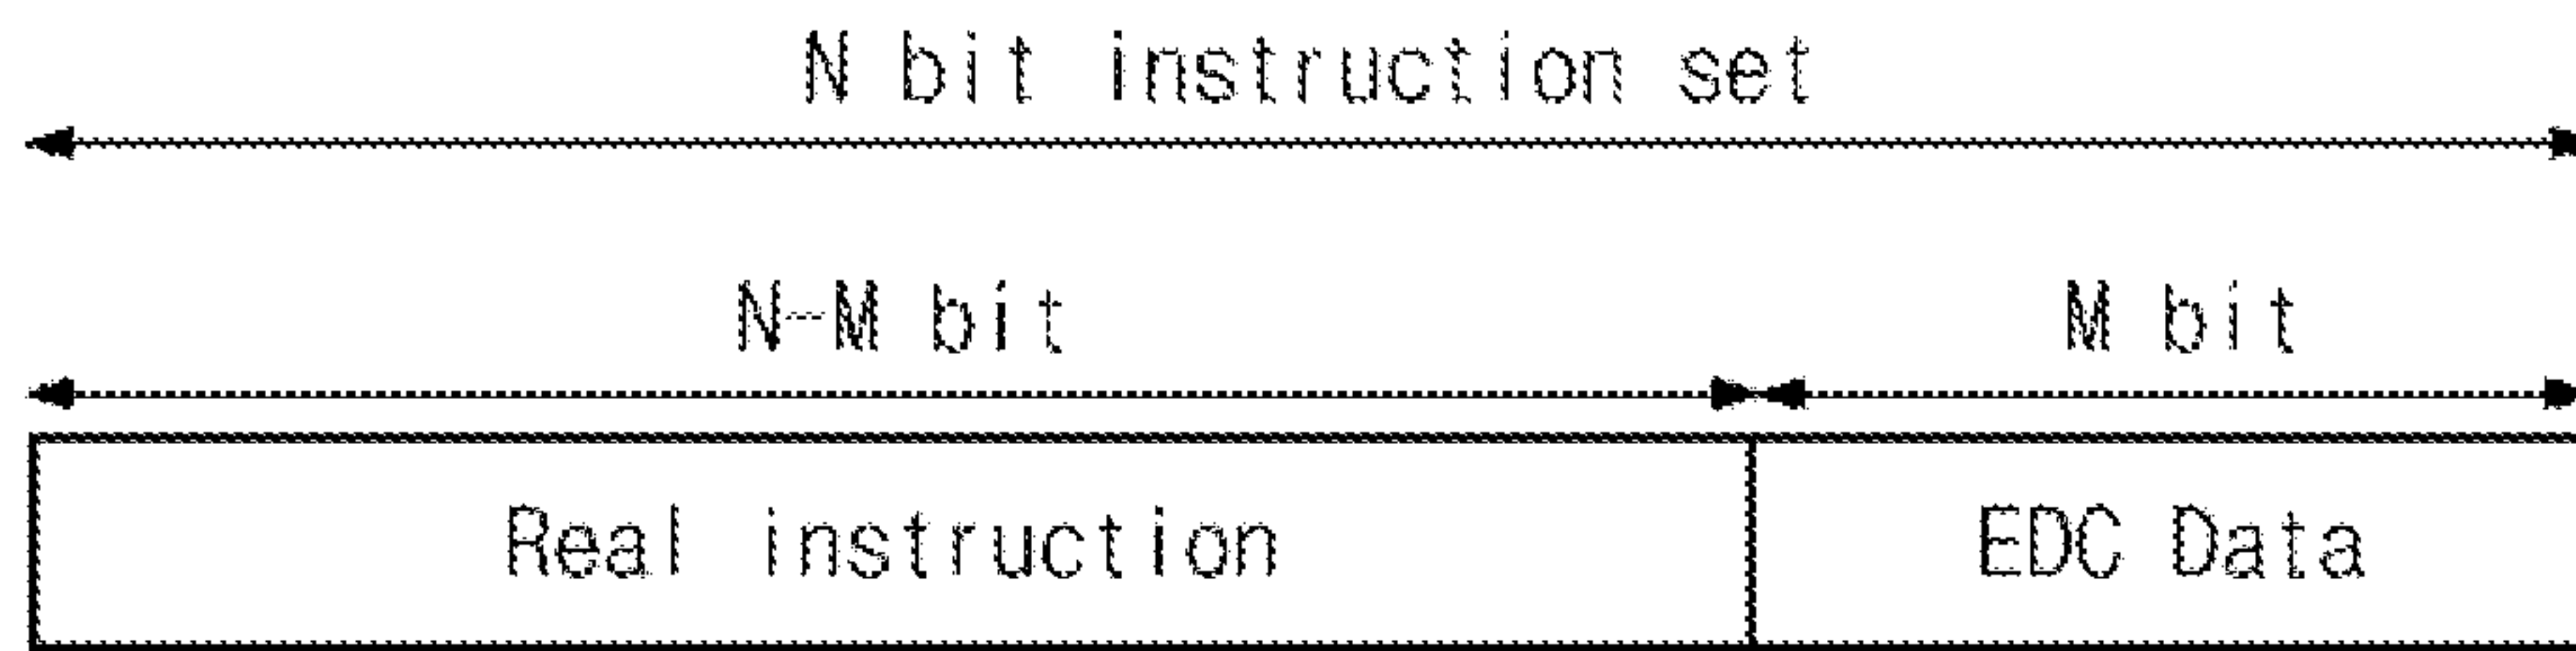 N bit instruction set
N-M bit
M bit
Real instruction
EDC Data